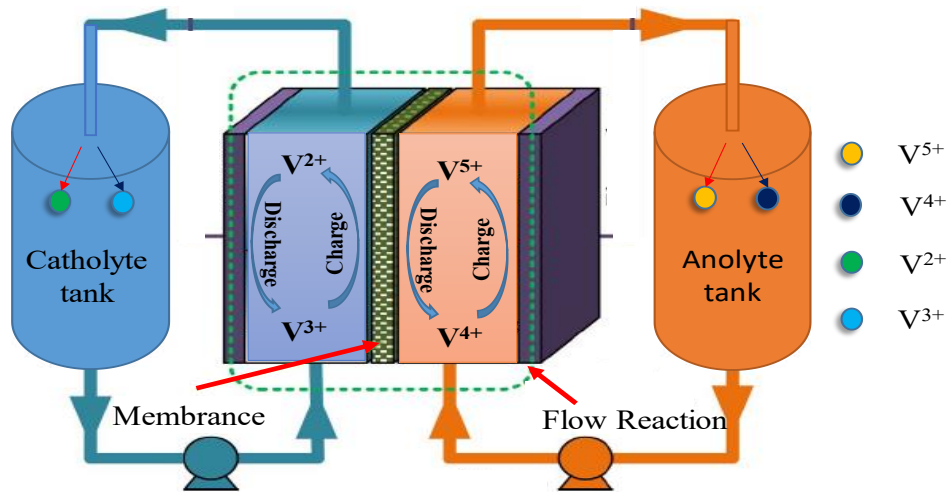 V²⁺
Discharge
Charge
V³⁺
V⁵⁺
Discharge
Charge
V⁴⁺
Catholyte
tank
Anolyte
tank
V⁵⁺
V⁴⁺
V²⁺
V³⁺
Membrance
Flow Reaction